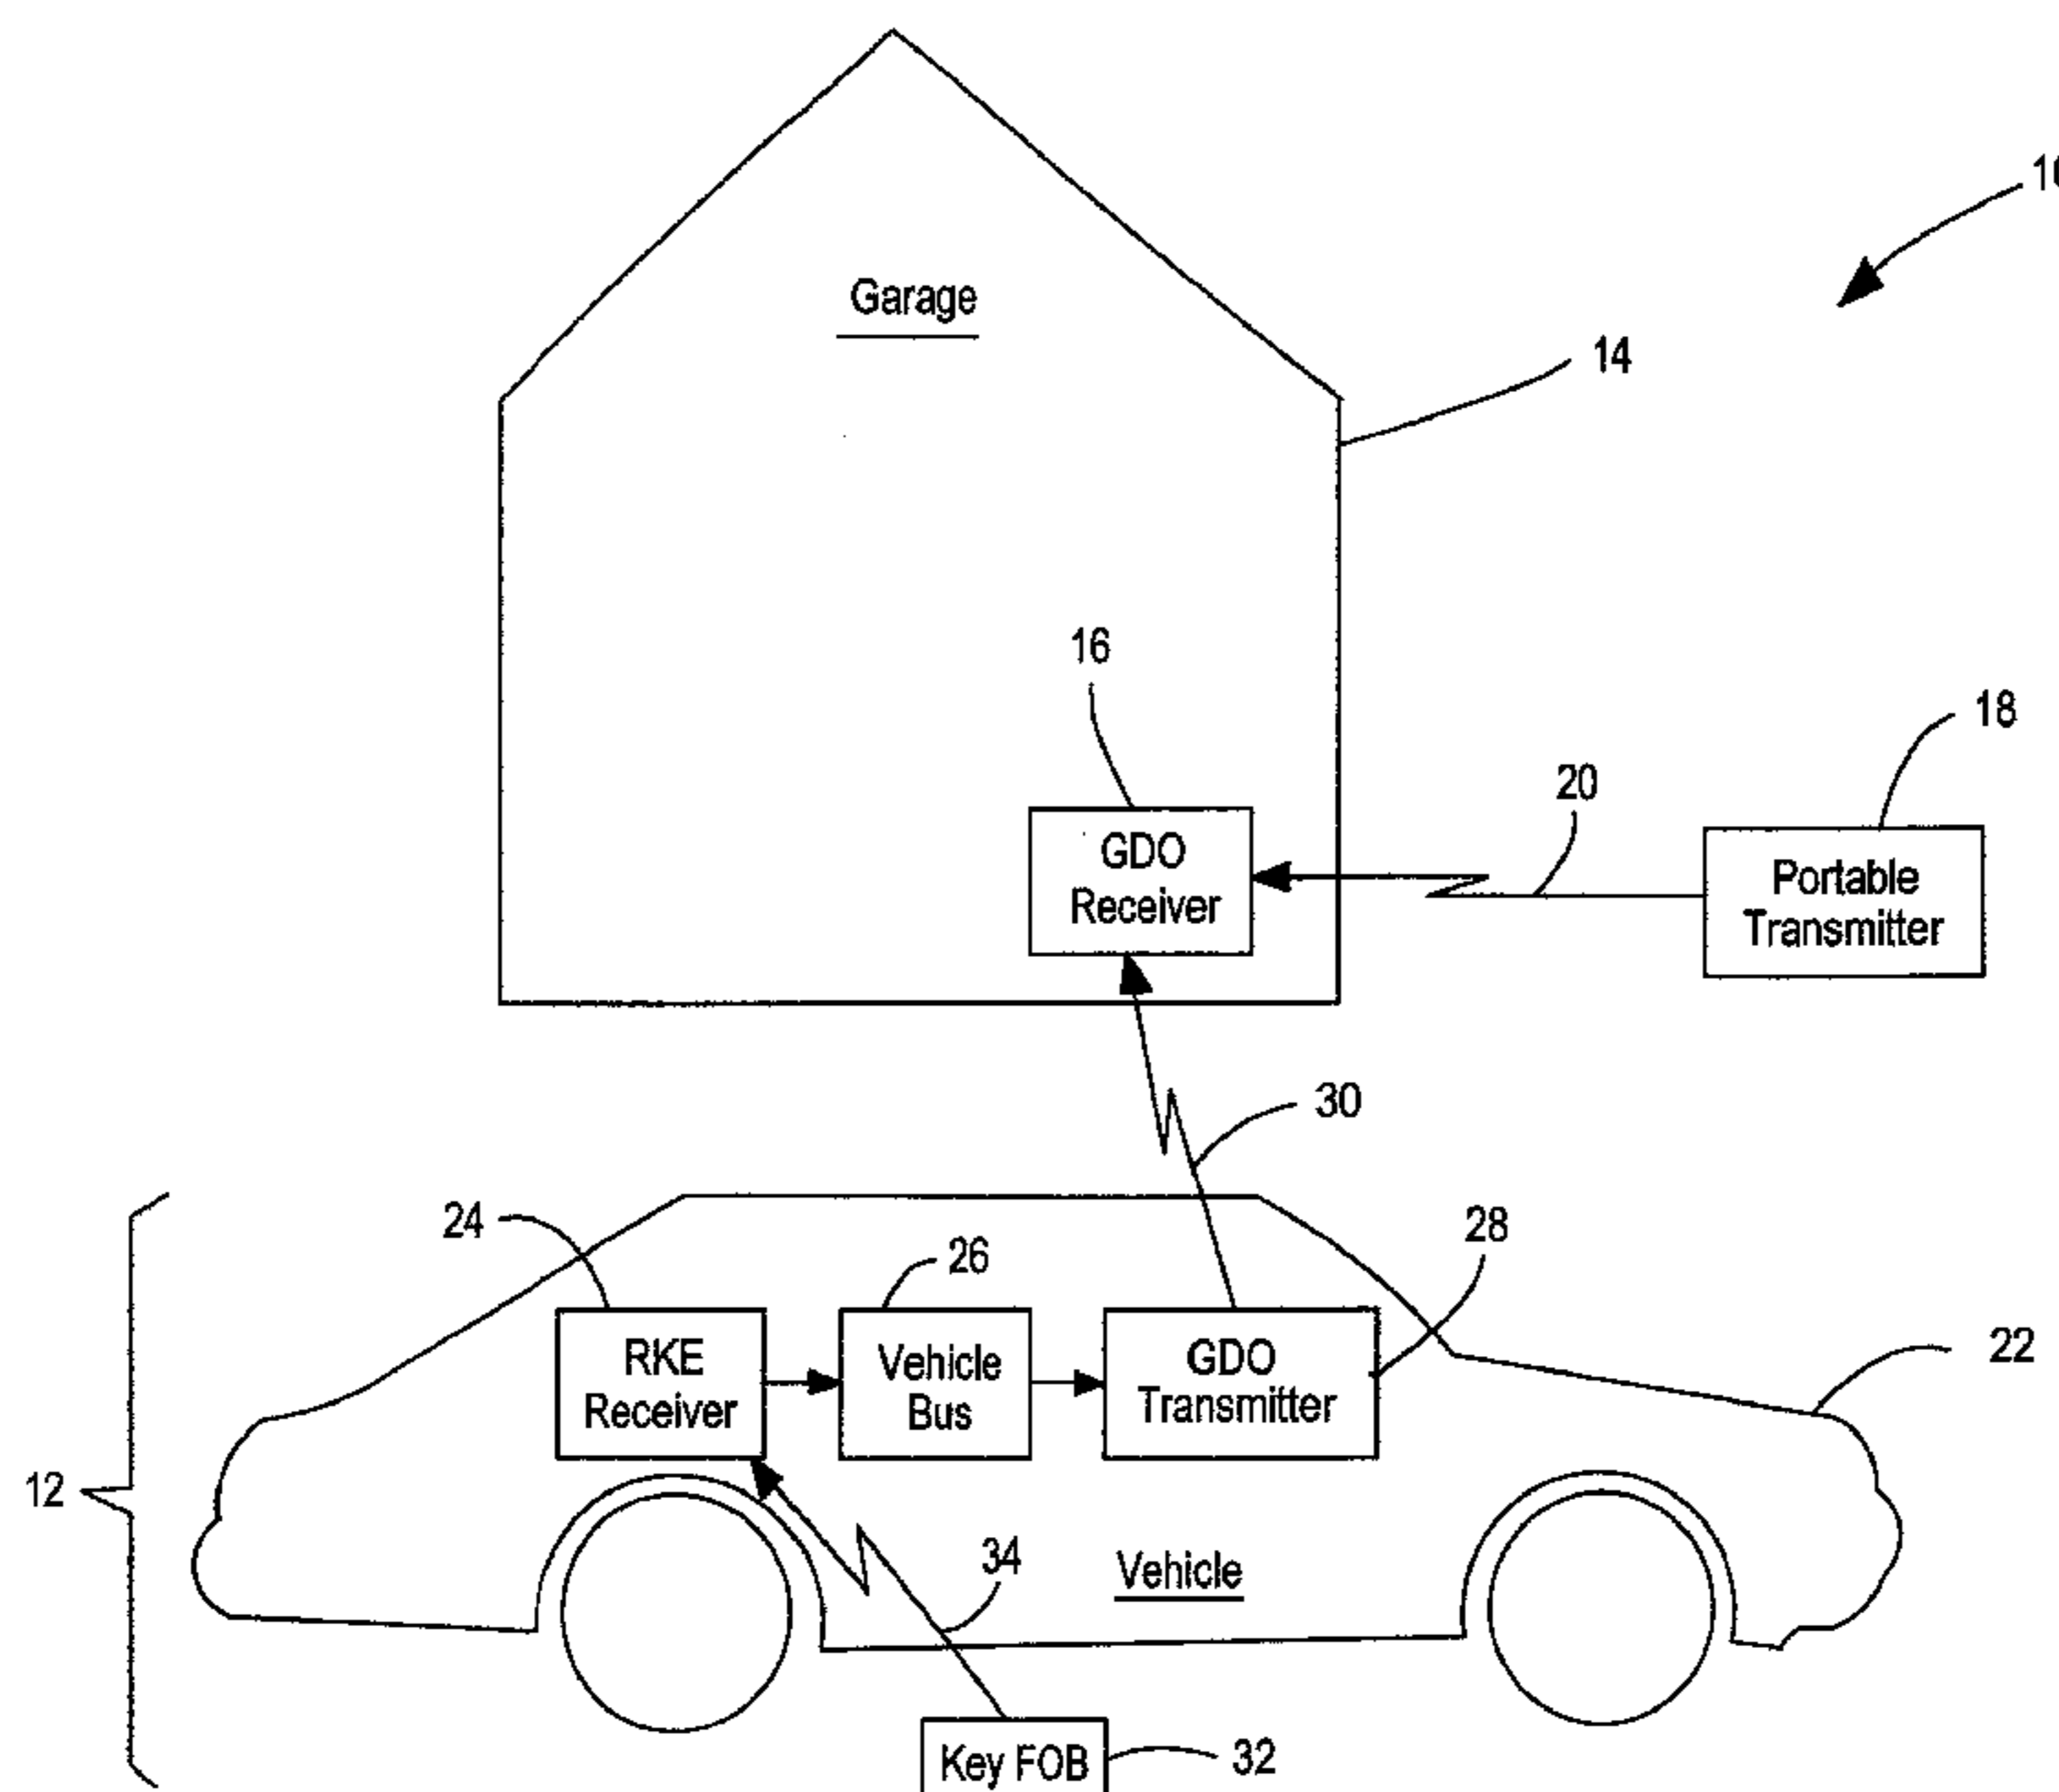 10
Garage
14
16
18
20
GDO
Receiver
Portable
Transmitter
30
24
26
28
22
RKE
Receiver
Vehicle
Bus
GDO
Transmitter
12
34
Vehicle
Key FOB
32